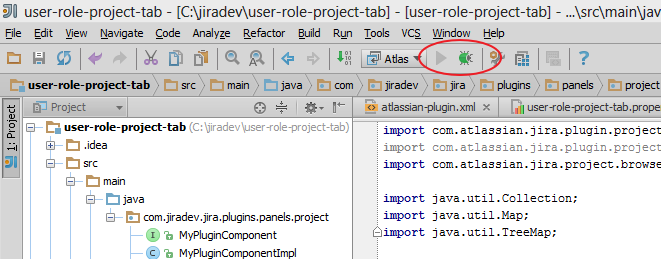 user-role-project-tab - [C:\jiradev\user-role-project-tab] - [user-role-project-tab] - ...\src\main\java
File Edit View Navigate Code Analyze Refactor Build Run Tools VCS Window Help
Atlas
user-role-project-tab src main java com jiradev jira plugins panels project
1: Project
Project
atlassian-plugin.xml
user-role-project-tab.prope
user-role-project-tab (C:\jiradev\user-role-project-tab)
.idea
src
main
java
com.jiradev.jira.plugins.panels.project
MyPluginComponent
MyPluginComponentImpl
import com.atlassian.jira.plugin.project
import com.atlassian.jira.plugin.project
import com.atlassian.jira.project.browse
import java.util.Collection;
import java.util.Map;
import java.util.TreeMap;